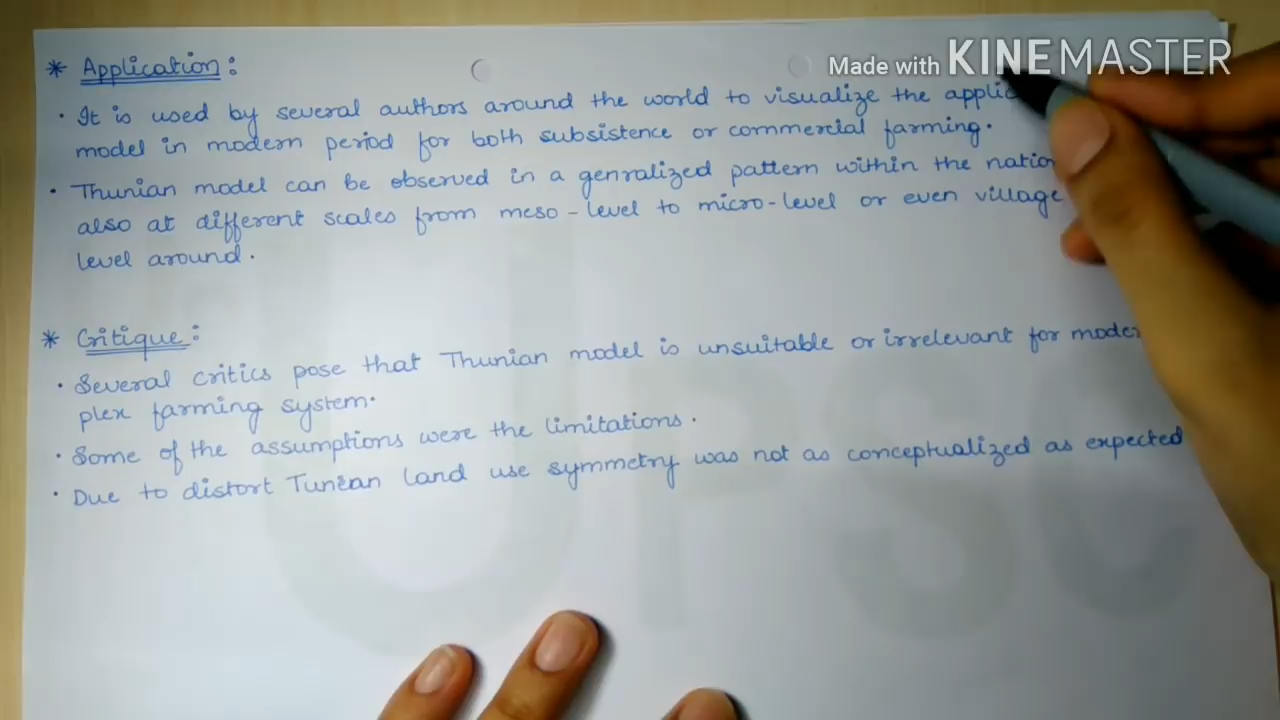 Made with KINEMASTER
* Application :
• It is used by several authors around the world to visualize the
model in modern period for both subsistence or commercial farming.
• Thunian model can be observed in a genralized pattern within the
also at different scales from meso-level to micro-level or even village
level around.
* Critique :
• Several critics pose that Thunian model is unsuitable or irrelevant for
plex farming system.
• Some of the assumptions were the limitations.
• Due to distort Tunėan land use symmetry was not as conceptualized as expected
UPSC